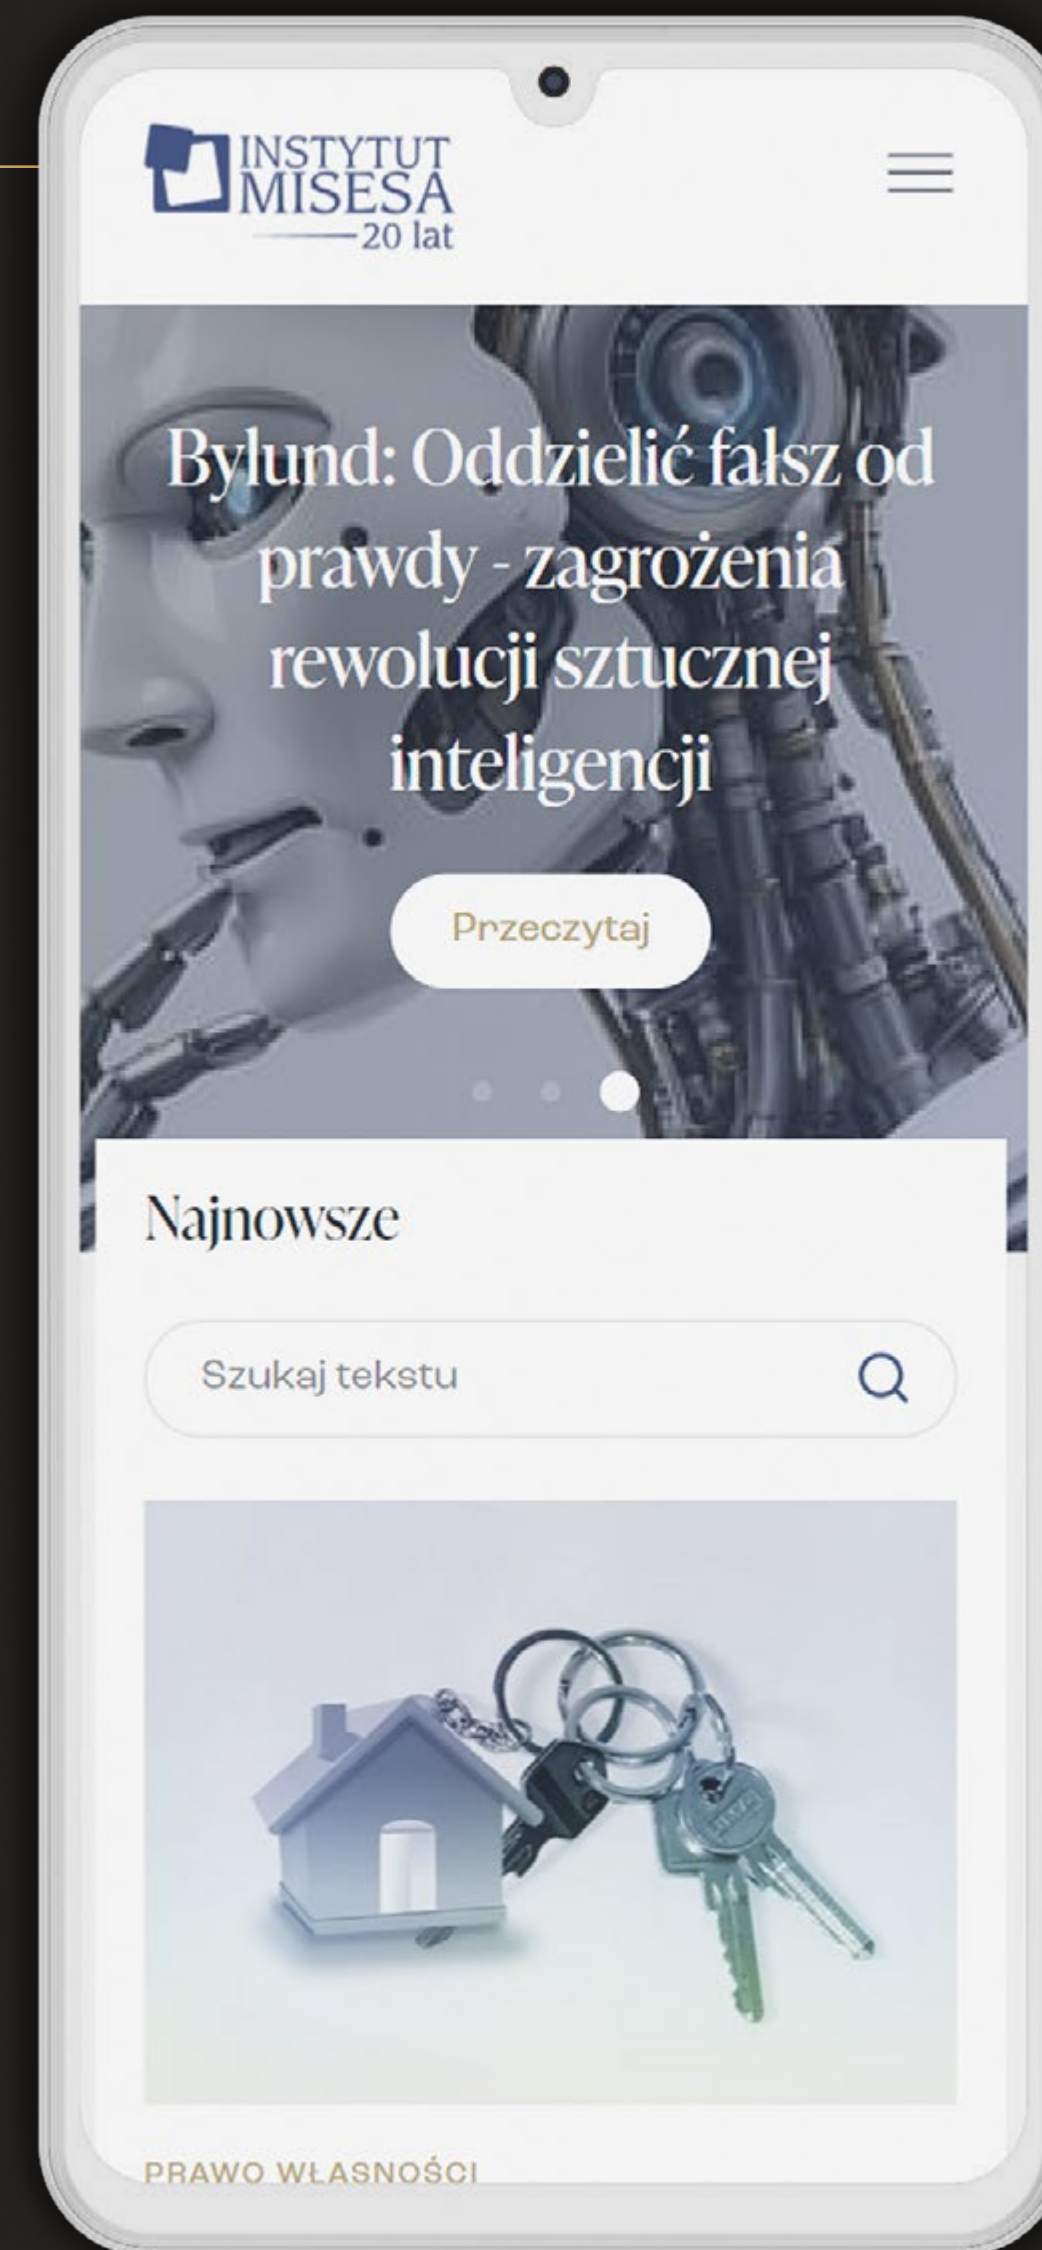 INSTYTUT
MISESA
20 lat
Bylund: Oddzielić fałsz od
prawdy - zagrożenia
rewolucji sztucznej
inteligencji
Przeczytaj
Najnowsze
Szukaj tekstu
PRAWO WŁASNOŚCI